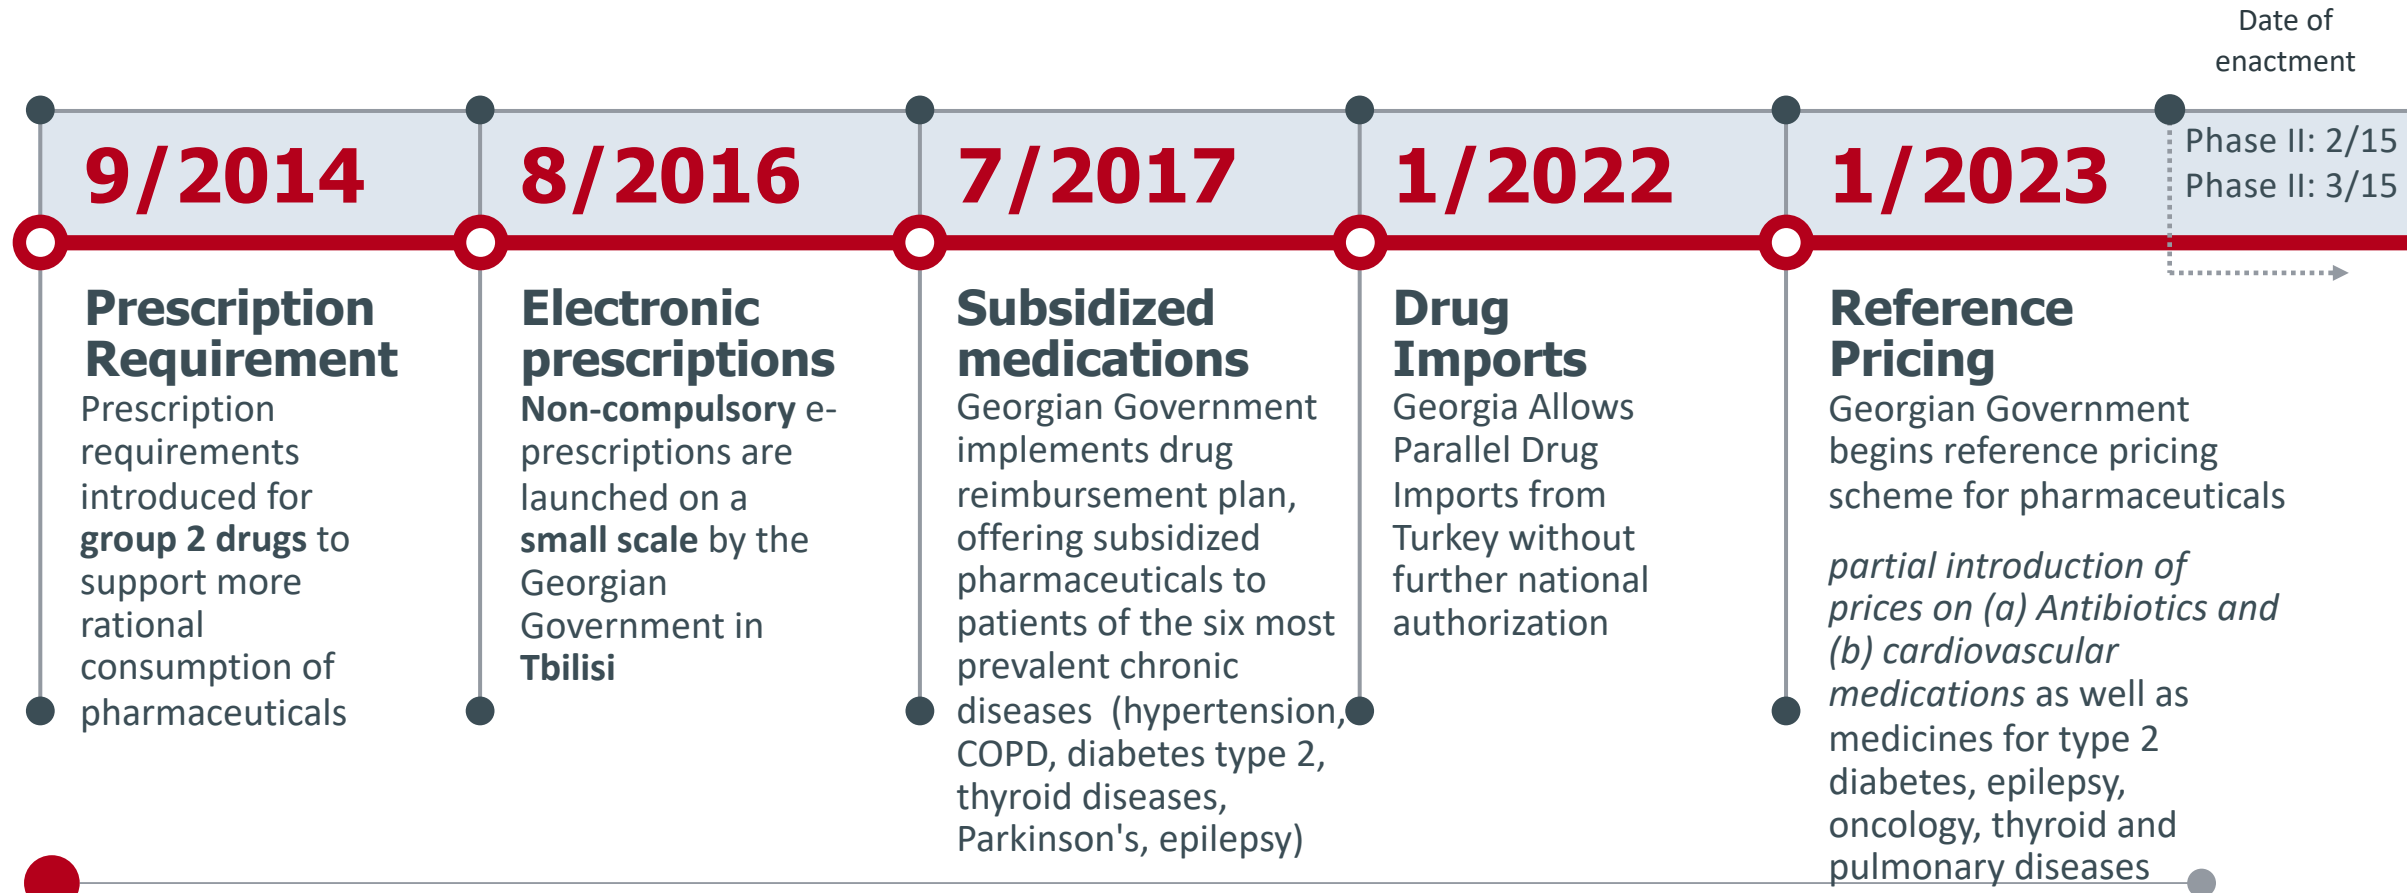 Date of
enactment
9/2014
8/2016
7/2017
1/2022
1/2023
Phase II: 2/15
Phase II: 3/15
Prescription
Requirement
Prescription
requirements
introduced for
group 2 drugs to
support more
rational
consumption of
pharmaceuticals
Electronic
prescriptions
Non-compulsory e-
prescriptions are
launched on a
small scale by the
Georgian
Government in
Tbilisi
Subsidized
medications
Georgian Government
implements drug
reimbursement plan,
offering subsidized
pharmaceuticals to
patients of the six most
prevalent chronic
diseases (hypertension,
COPD, diabetes type 2,
thyroid diseases,
Parkinson's, epilepsy)
Drug
Imports
Georgia Allows
Parallel Drug
Imports from
Turkey without
further national
authorization
Reference
Pricing
Georgian Government
begins reference pricing
scheme for pharmaceuticals
partial introduction of
prices on (a) Antibiotics and
(b) cardiovascular
medications as well as
medicines for type 2
diabetes, epilepsy,
oncology, thyroid and
pulmonary diseases